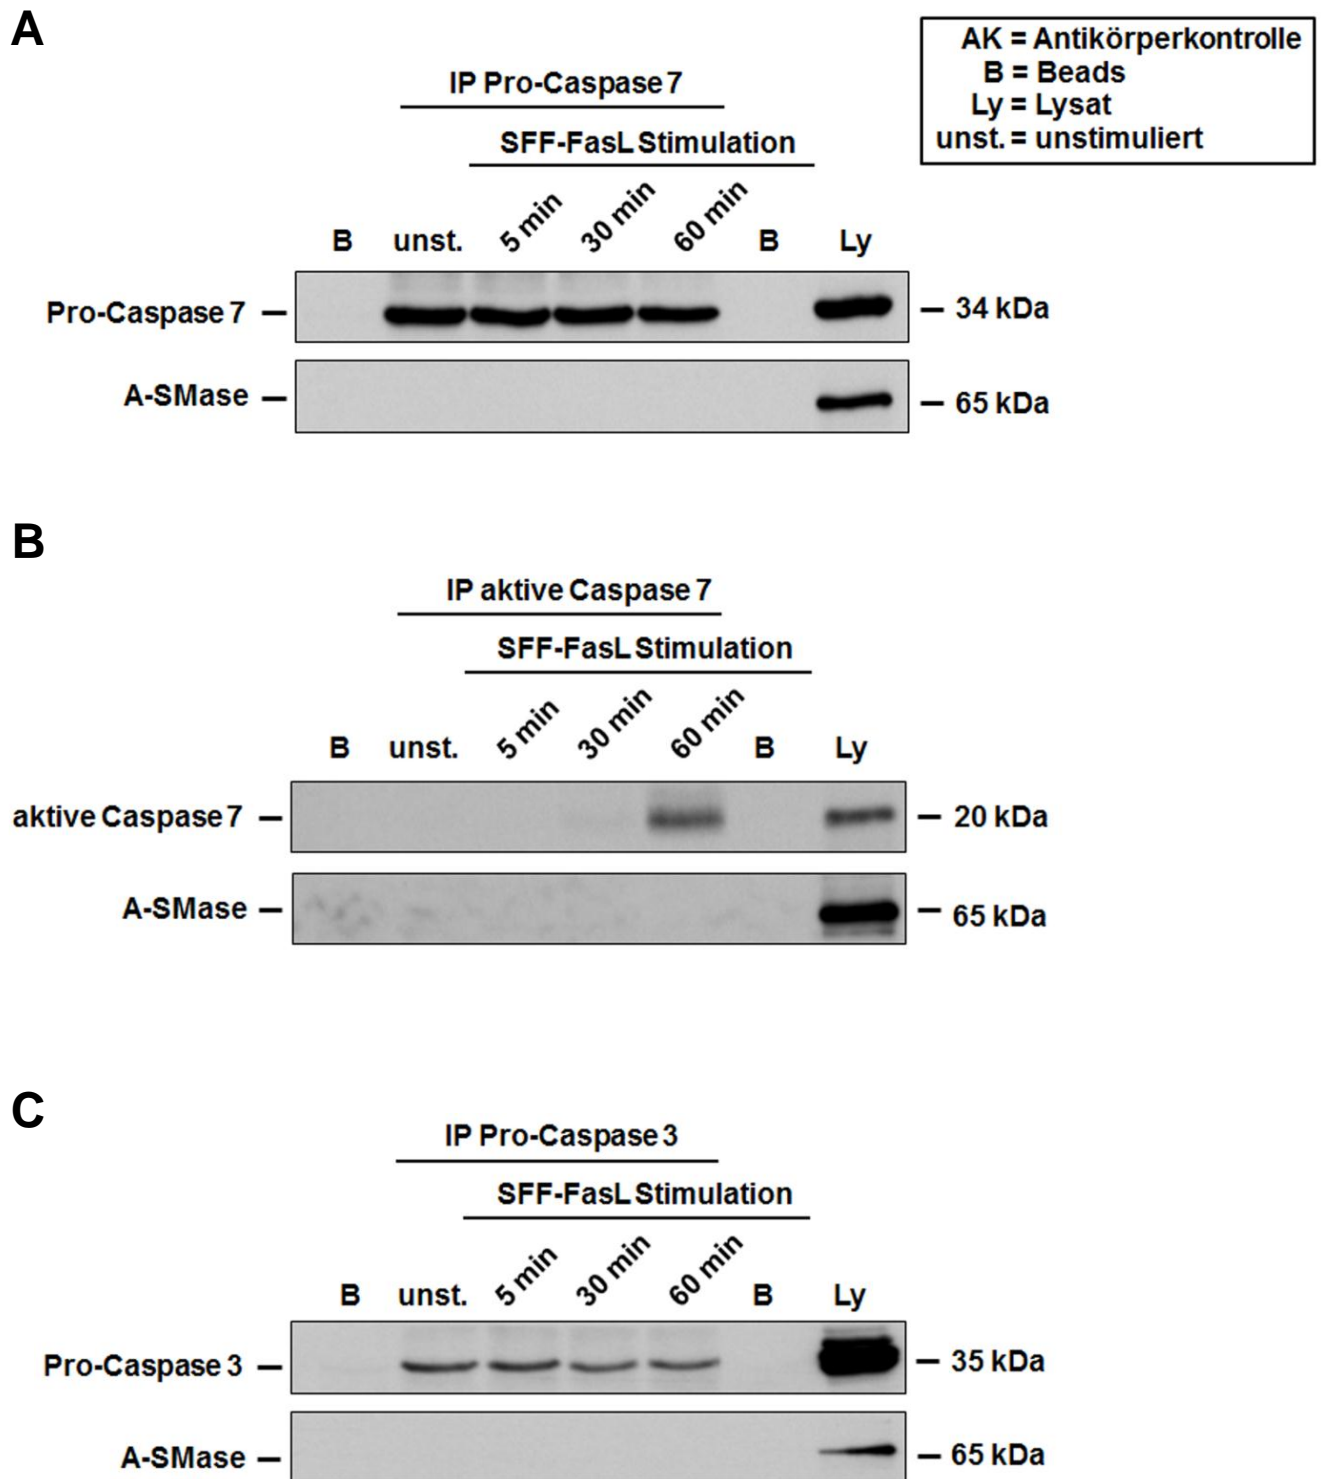 A
AK = Antikörperkontrolle
B = Beads
Ly = Lysat
unst. = unstimuliert
IP Pro-Caspase 7
SFF-FasL Stimulation
B unst. 5 min 30 min 60 min B Ly
Pro-Caspase 7 34 kDa
A-SMase 65 kDa
B
IP aktive Caspase 7
SFF-FasL Stimulation
B unst. 5 min 30 min 60 min B Ly
aktive Caspase 7 20 kDa
A-SMase 65 kDa
C
IP Pro-Caspase 3
SFF-FasL Stimulation
B unst. 5 min 30 min 60 min B Ly
Pro-Caspase 3 35 kDa
A-SMase 65 kDa